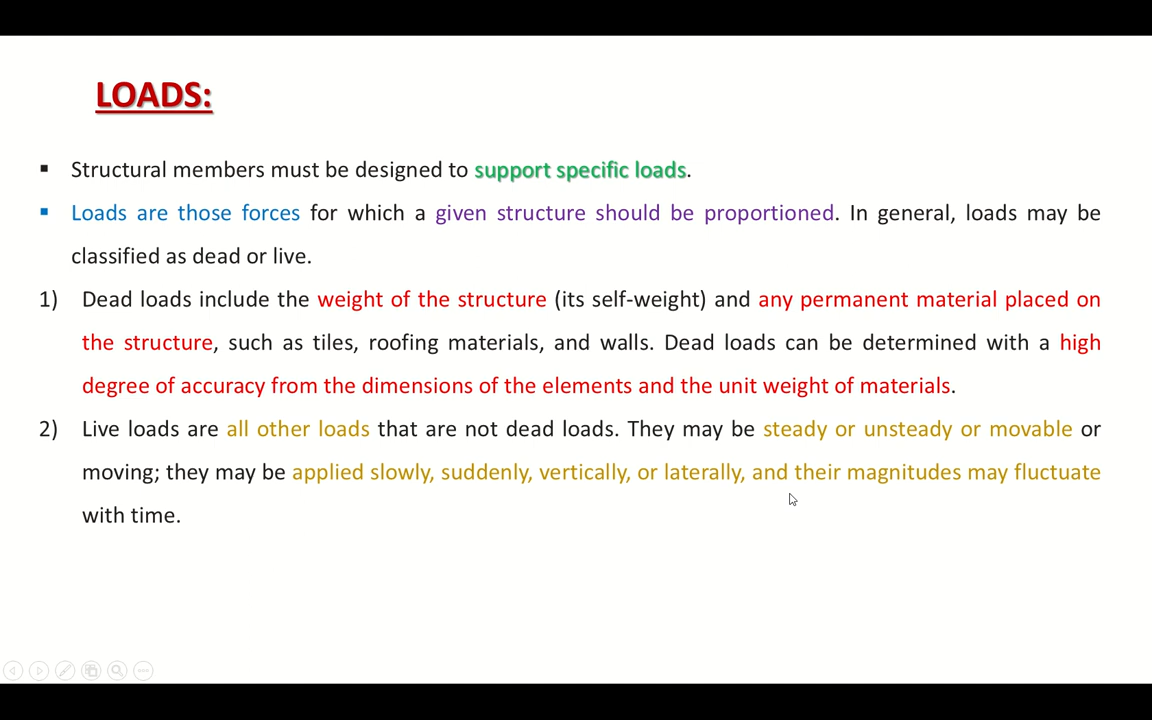 LOADS:
▪ Structural members must be designed to support specific loads.
▪ Loads are those forces for which a given structure should be proportioned. In general, loads may be
classified as dead or live.
1) Dead loads include the weight of the structure (its self-weight) and any permanent material placed on
the structure, such as tiles, roofing materials, and walls. Dead loads can be determined with a high
degree of accuracy from the dimensions of the elements and the unit weight of materials.
2) Live loads are all other loads that are not dead loads. They may be steady or unsteady or movable or
moving; they may be applied slowly, suddenly, vertically, or laterally, and their magnitudes may fluctuate
with time.